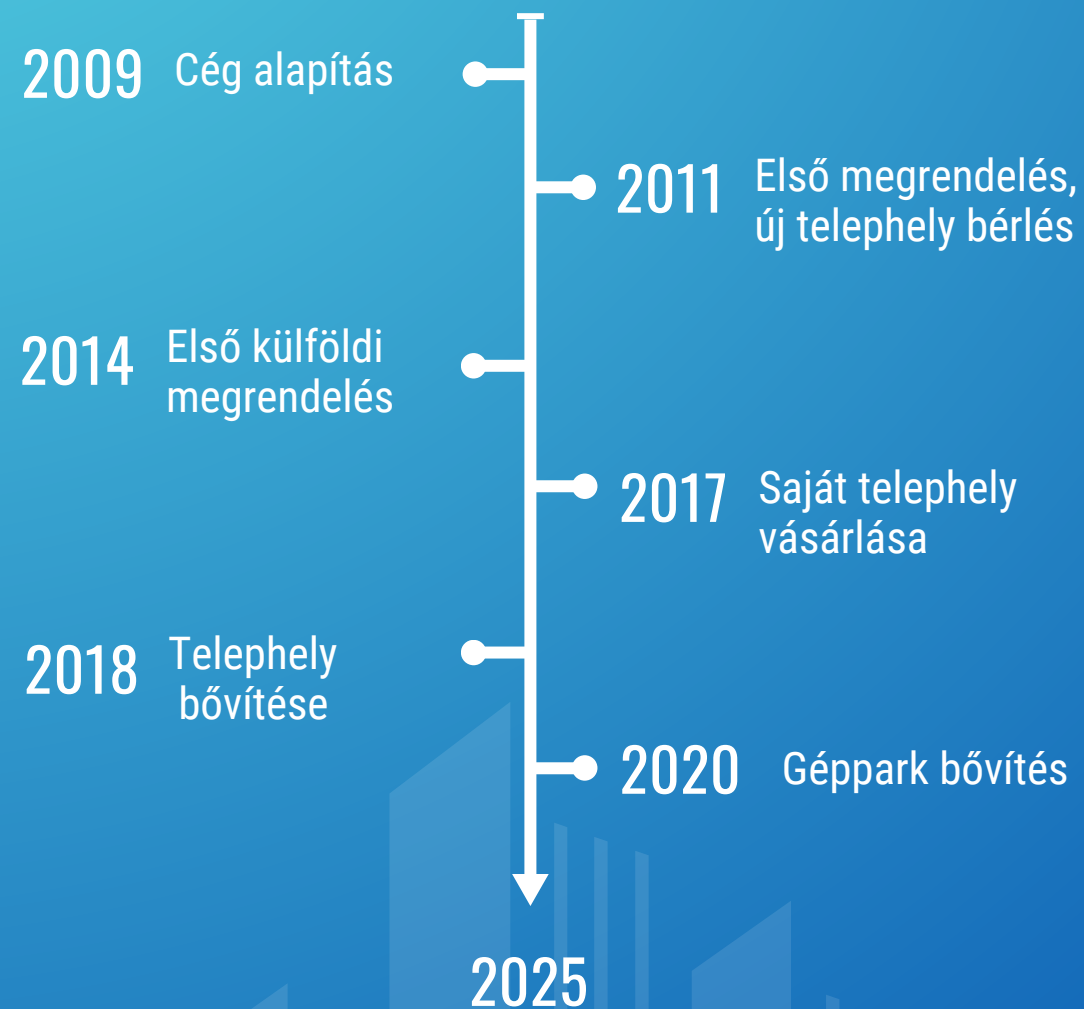 2009 Cég alapítás
2011 Első megrendelés,
új telephely bérlés
2014 Első külföldi
megrendelés
2017 Saját telephely
vásárlása
2018 Telephely
bővítése
2020 Géppark bővítés
2025